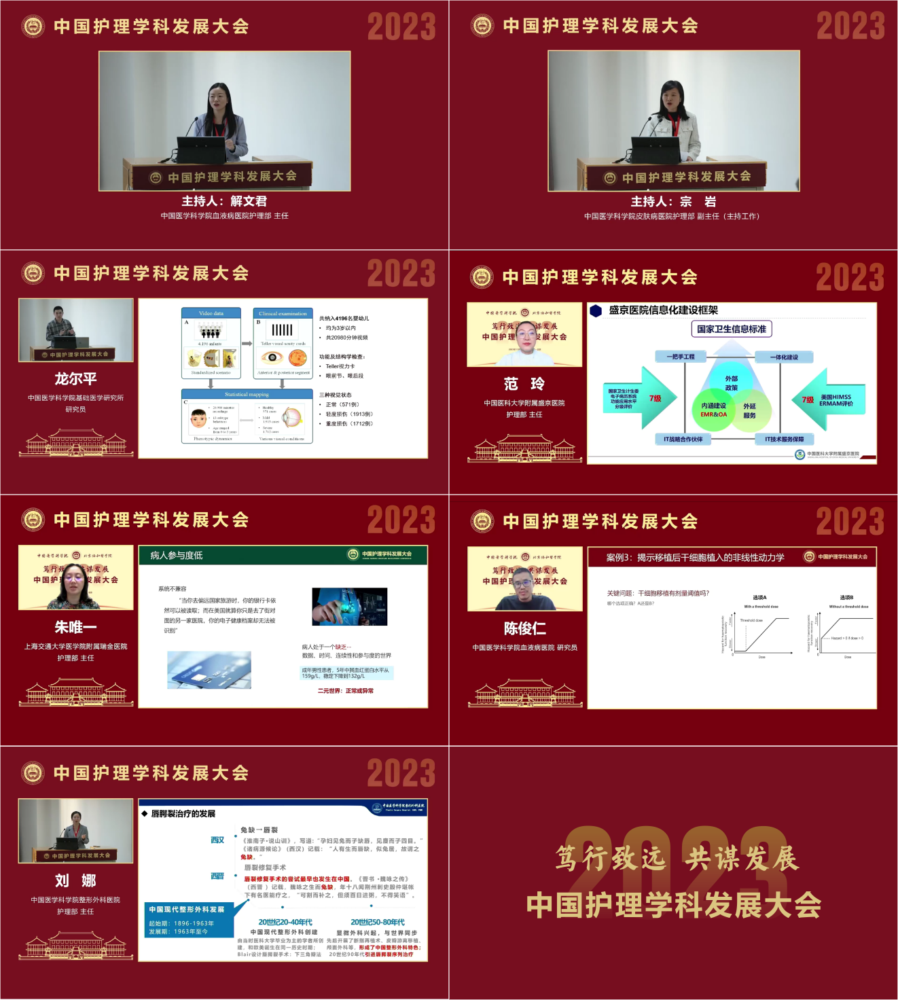 中国护理学科发展大会
2023
中国护理学科发展大会
主持人：解文君
中国医学科学院血液病医院护理部 主任
中国护理学科发展大会
2023
中国护理学科发展大会
主持人：宗 岩
中国医学科学院皮肤病医院护理部 副主任（主持工作）
中国护理学科发展大会
2023
中国护理学科发展大会
龙尔平
中国医学科学院基础医学研究所
研究员
Video data
A
4,196 infants
Standardized scenario
Clinical examination
B
Teller visual acuity cards
Anterior & posterior segment
Statistical mapping
C
• 20,980 minutes
recordings
• 13 subtype
behaviors
• Age ranged
from 0 to 3 years
Phenotypic dynamics
• Healthy
571 cases
• Mild
1,913 cases
• Severe
1,712 cases
Various visual conditions
共纳入4196名婴幼儿
• 均为3岁以内
• 共20980分钟视频
功能及结构学检查：
• Teller视力卡
• 眼前节、眼后段
三种视觉状态
• 正常（571例）
• 轻度损伤（1913例）
• 重度损伤（1712例）
中国护理学科发展大会
2023
范 玲
中国医科大学附属盛京医院
护理部 主任
盛京医院信息化建设框架
国家卫生信息标准
一把手工程
一体化建设
外部
政策
国家卫生计生委
电子病历系统
功能应用水平
分级评价
7级
内涵建设
EMR&OA
外延
服务
7级
美国HIMSS
ERMAM评价
IT战略合作伙伴
IT技术服务保障
中国医科大学附属盛京医院
中国护理学科发展大会
2023
朱唯一
上海交通大学医学院附属瑞金医院
护理部 主任
病人参与度低
中国护理学科发展大会
系统不兼容
“当你去偏远国家旅游时，你的银行卡依
然可以被读取；而在美国就算你只是去了街对
面的另一家医院，你的电子健康档案却无法被
识别”
病人处于一个缺乏--
数据、时间、连续性和参与度的世界
成年男性患者，5年中其血红蛋白水平从
159g/L，稳定下降到132g/L
二元世界：正常或异常
中国护理学科发展大会
2023
陈俊仁
中国医学科学院血液病医院 研究员
案例3：揭示移植后干细胞植入的非线性动力学
中国护理学科发展大会
关键问题：干细胞移植有剂量阈值吗？
哪个选项正确？A还是B？
选项A
With a threshold dose
Threshold dose
0
Dose
选项B
Without a threshold dose
Hazard > 0 if dose > 0
0
Dose
中国护理学科发展大会
2023
中国护理学科发展大会
刘 娜
中国医学科学院整形外科医院
护理部 主任
中国医学科学院整形外科医院
◆ 唇腭裂治疗的发展
西汉
兔缺→唇裂
《淮南子·说山训》，写道：“孕妇见兔而子缺唇，见麋而子四目。”
《诸病源候论》（西汉）记载：“人有生而唇缺，似兔居，故谓之
兔缺。”
西晋
唇裂修复手术
唇裂修复手术的尝试最早也发生在中国。《晋书·魏咏之传》
（西晋）记载，魏咏之生而兔缺，年十八闻荆州刺史殷仲堪帐
下有名医能疗之，“可割而补之，但须百日进粥，不得笑语”。
中国现代整形外科发展
起始期：1896-1963年
发展期：1963年至今
20世纪20-40年代
中国现代整形外科创建
由当时医科大学毕业为主的学者所创
建，和欧美诞生在同一历史时期；
Blair设计唇腭裂手术：下三角瓣法
20世纪50-80年代
显微外科兴起，与世界同步
先后开展了断指再植术、皮瓣游离移植、
颅面外科等，形成了中国整形外科特色；
20世纪90年代引进唇腭裂序列治疗
2023
笃行致远 共谋发展
中国护理学科发展大会